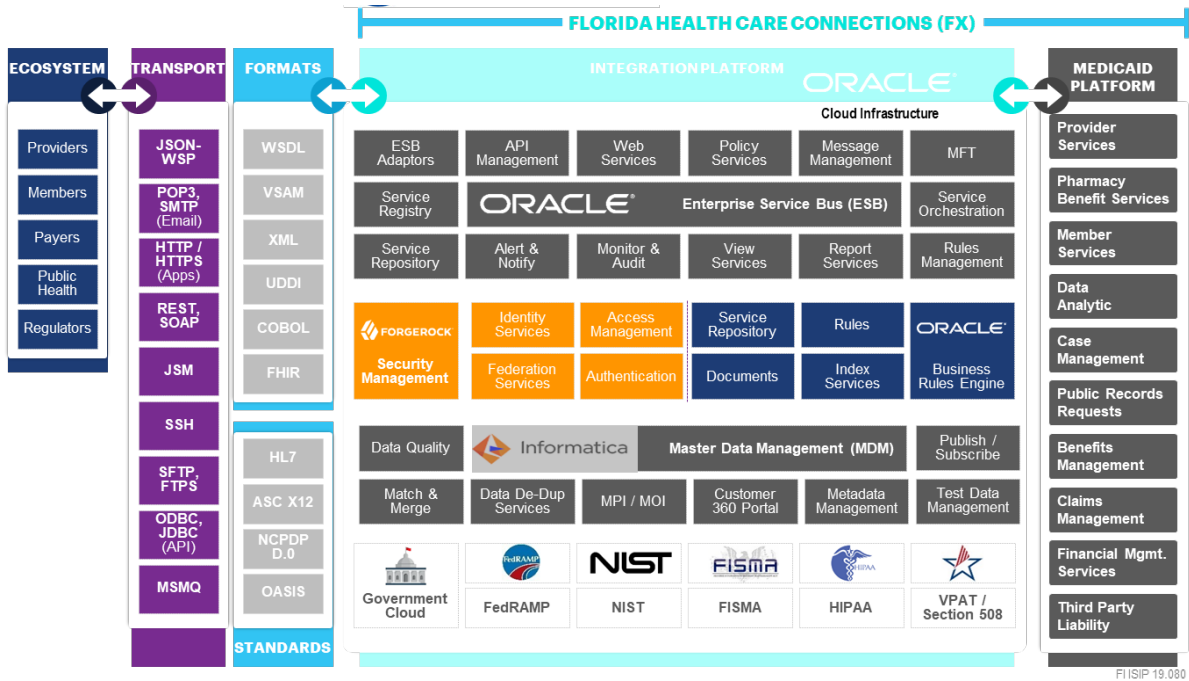 FLORIDA HEALTH CARE CONNECTIONS (FX)
ECOSYSTEM
Providers
Members
Payers
Public
Health
Regulators
TRANSPORT
JSON-
WSP
POP3,
SMTP
(Email)
HTTP /
HTTPS
(Apps)
REST,
SOAP
JSM
SSH
SFTP,
FTPS
ODBC,
JDBC
(API)
MSMQ
FORMATS
WSDL
VSAM
XML
UDDI
COBOL
FHIR
HL7
ASC X12
NCPDP
D.0
OASIS
STANDARDS
INTEGRATION PLATFORM
ORACLE
Cloud Infrastructure
ESB
Adaptors
API
Management
Web
Services
Policy
Services
Message
Management
MFT
Service
Registry
ORACLE
Enterprise Service Bus (ESB)
Service
Orchestration
Service
Repository
Alert &
Notify
Monitor &
Audit
View
Services
Report
Services
Rules
Management
FORGEROCK
Security
Management
Identity
Services
Access
Management
Federation
Services
Authentication
Service
Repository
Rules
Documents
Index
Services
ORACLE
Business
Rules Engine
Data Quality
Informatica
Master Data Management (MDM)
Publish /
Subscribe
Match &
Merge
Data De-Dup
Services
MPI / MOI
Customer
360 Portal
Metadata
Management
Test Data
Management
Government
Cloud
FedRAMP
FedRAMP
NIST
NIST
FISMA
FISMA
HIPAA
HIPAA
VPAT /
Section 508
MEDICAID
PLATFORM
Provider
Services
Pharmacy
Benefit Services
Member
Services
Data
Analytic
Case
Management
Public Records
Requests
Benefits
Management
Claims
Management
Financial Mgmt.
Services
Third Party
Liability
FI ISIP 19.080